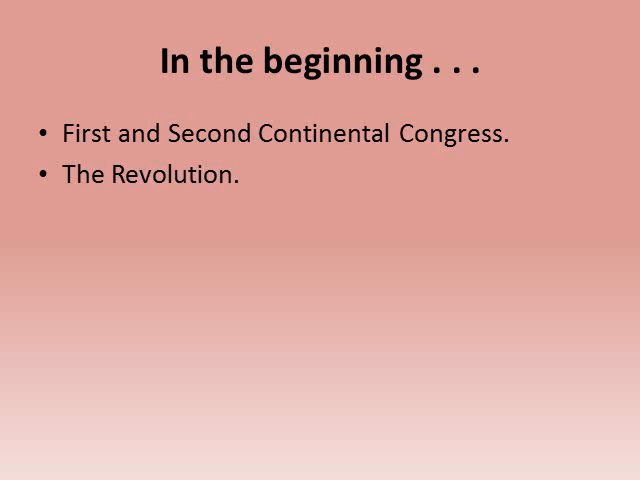 In the beginning . . .
• First and Second Continental Congress.
• The Revolution.